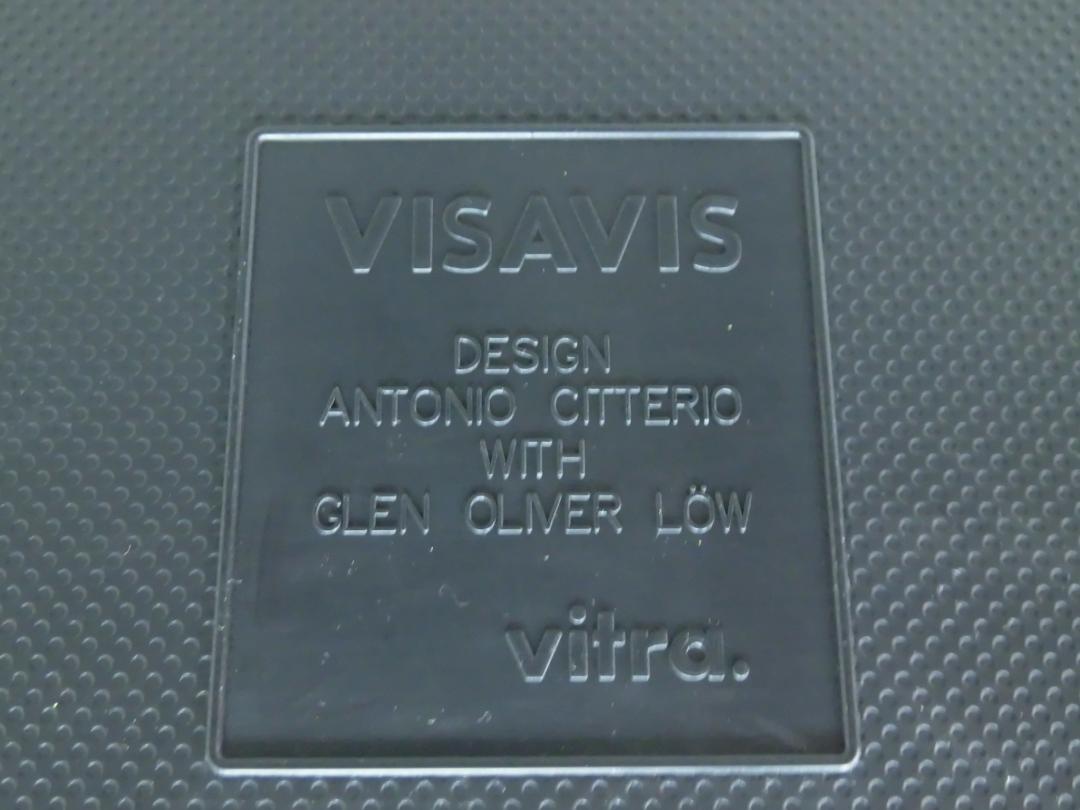 VISAVIS
DESIGN
ANTONIO CITTERIO
WITH
GLEN OLIVER LÖW
vitra.